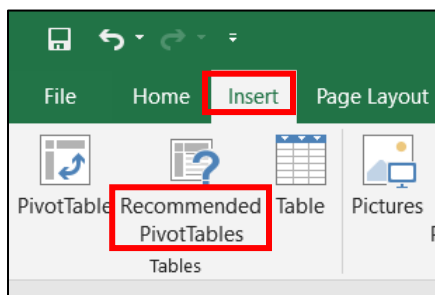 File Home Insert Page Layout
PivotTable Recommended Table Pictures
PivotTables
Tables